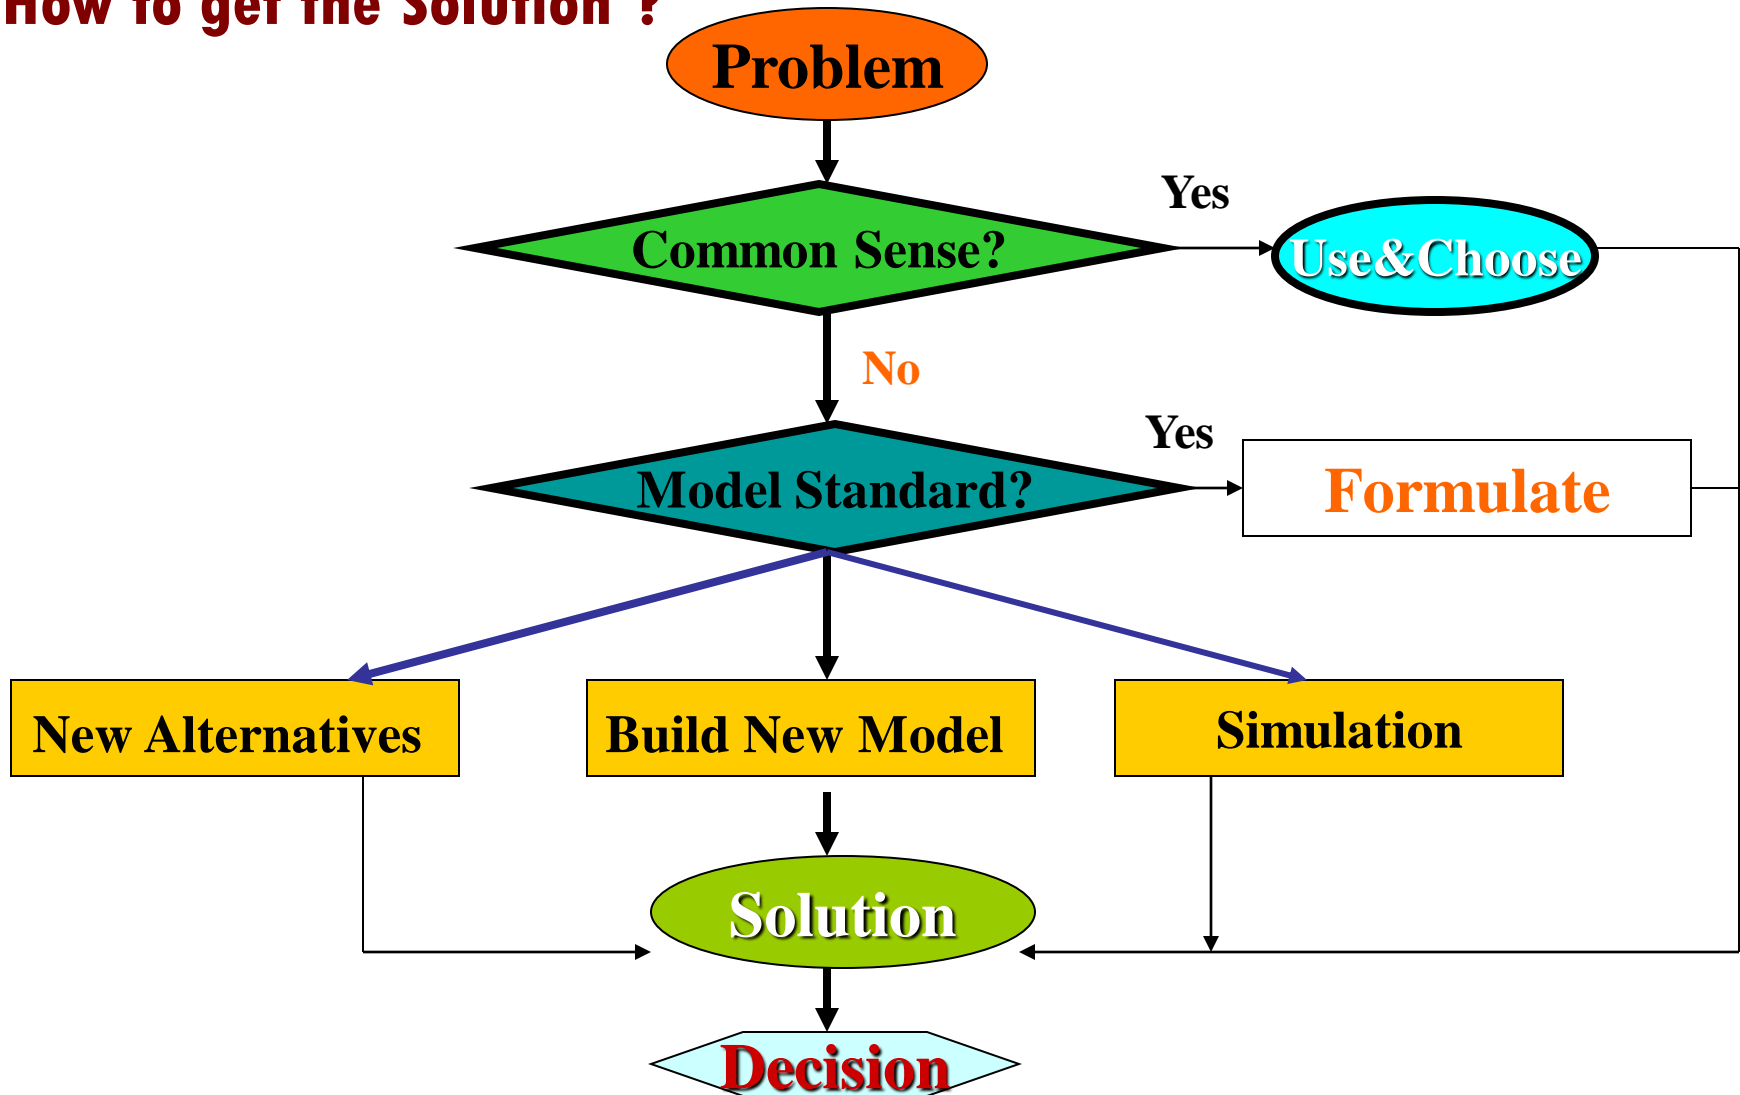 How to get the Solution ?
Problem
Yes
Common Sense?
Use&Choose
No
Yes
Model Standard?
Formulate
New Alternatives
Build New Model
Simulation
Solution
Decision